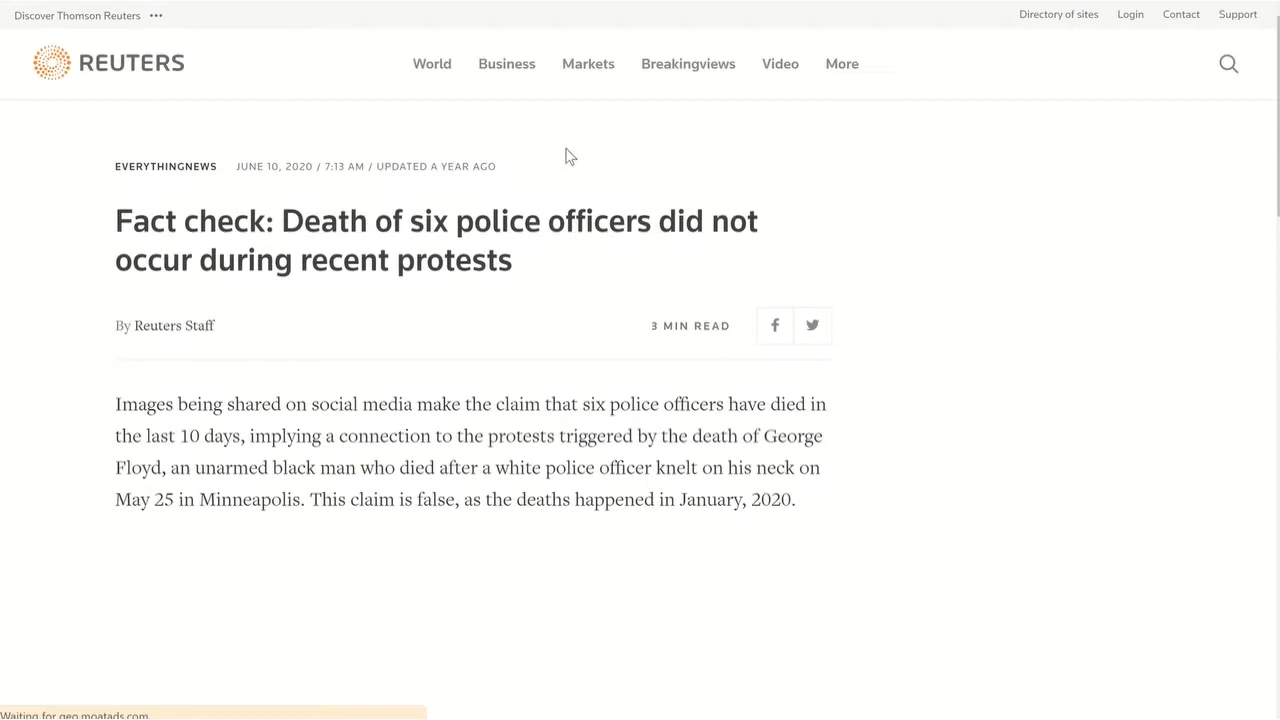 Discover Thomson Reuters •••
Directory of sites Login Contact Support
REUTERS
World Business Markets Breakingviews Video More
EVERYTHINGNEWS JUNE 10, 2020 / 7:13 AM / UPDATED A YEAR AGO
Fact check: Death of six police officers did not
occur during recent protests
By Reuters Staff
3 MIN READ
Images being shared on social media make the claim that six police officers have died in
the last 10 days, implying a connection to the protests triggered by the death of George
Floyd, an unarmed black man who died after a white police officer knelt on his neck on
May 25 in Minneapolis. This claim is false, as the deaths happened in January, 2020.
Waiting for geo.moatads.com...